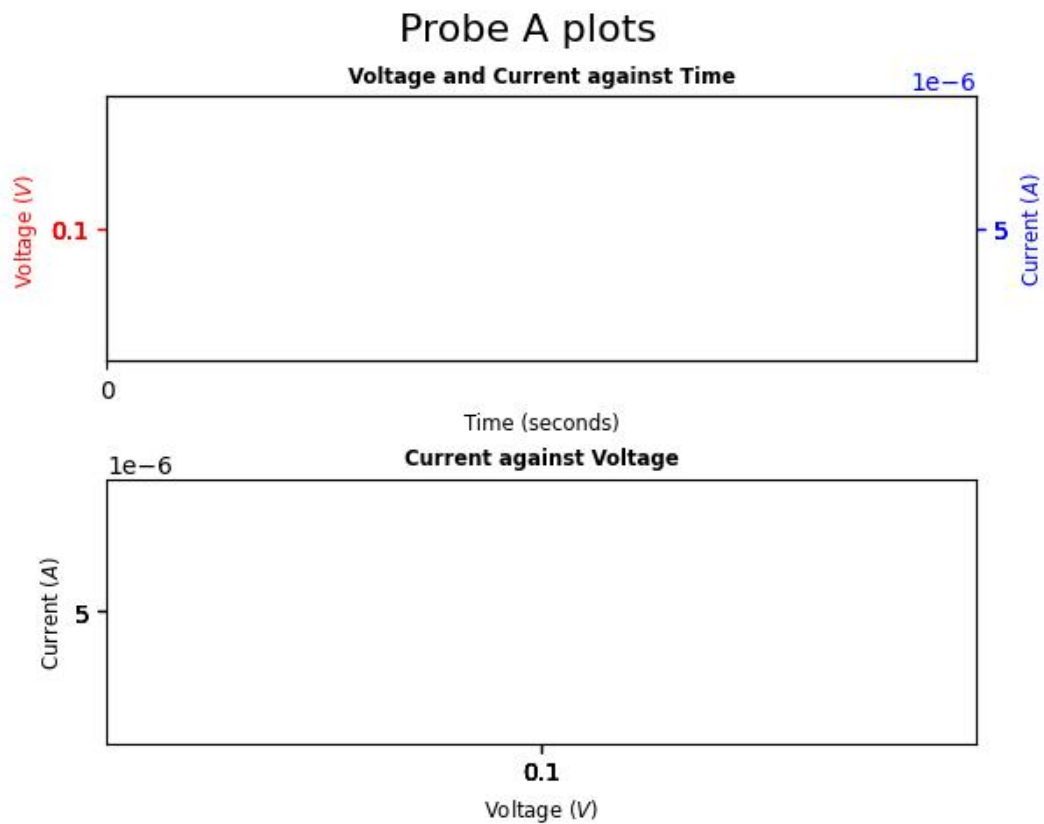 Probe A plots
Voltage and Current against Time
1e−6
Voltage (V)
0.1
5
Current (A)
0
Time (seconds)
Current against Voltage
1e−6
Current (A)
5
0.1
Voltage (V)